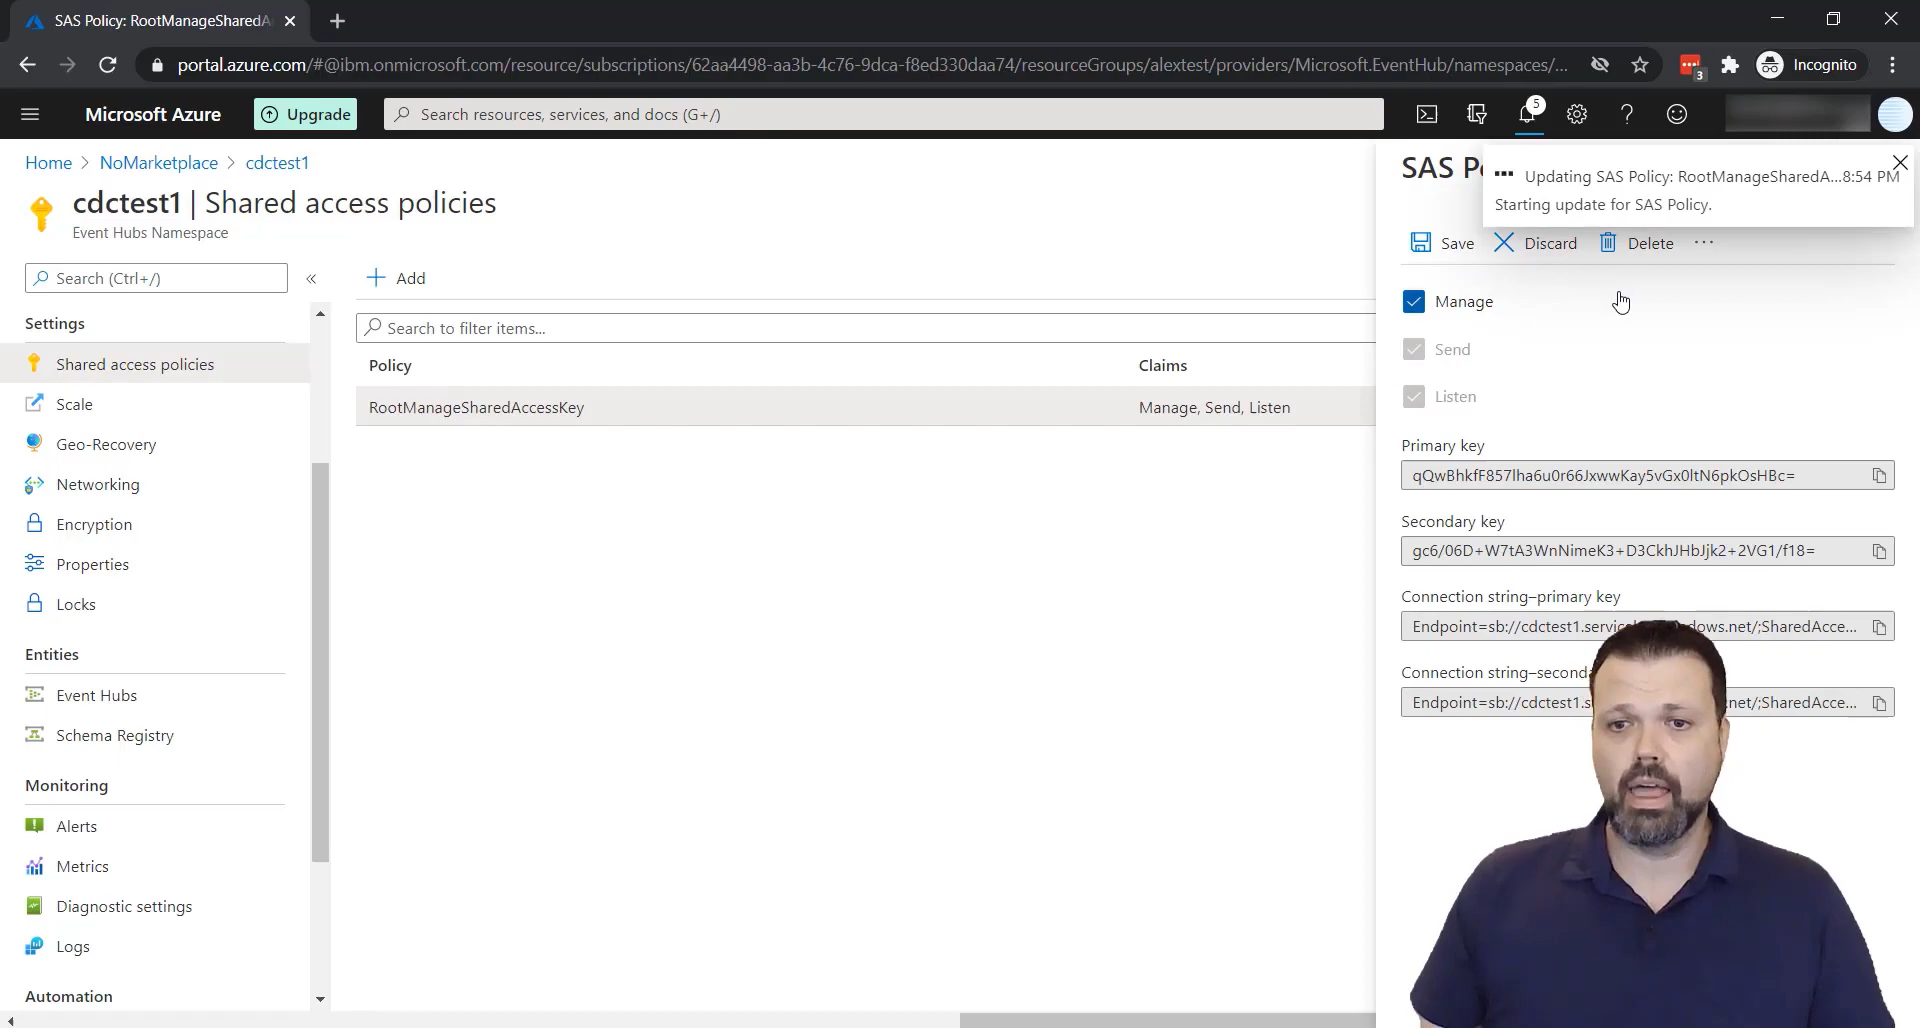 SAS Policy: RootManageSharedA
portal.azure.com/#@ibm.onmicrosoft.com/resource/subscriptions/62aa4498-aa3b-4c76-9dca-f8ed330daa74/resourceGroups/alextest/providers/Microsoft.EventHub/namespaces/...
3
Incognito
Microsoft Azure
Upgrade
Search resources, services, and docs (G+/)
5
Home > NoMarketplace > cdctest1
cdctest1 | Shared access policies
Event Hubs Namespace
Search (Ctrl+/)
«
Settings
Shared access policies
Scale
Geo-Recovery
Networking
Encryption
Properties
Locks
Entities
Event Hubs
Schema Registry
Monitoring
Alerts
Metrics
Diagnostic settings
Logs
Automation
Add
Search to filter items...
Policy Claims
RootManageSharedAccessKey Manage, Send, Listen
SAS P
Updating SAS Policy: RootManageSharedA...8:54 PM
Starting update for SAS Policy.
Save Discard Delete ...
Manage
Send
Listen
Primary key
qQwBhkfF857lha6u0r66JxwwKay5vGx0ltN6pkOsHBc=
Secondary key
gc6/06D+W7tA3WnNimeK3+D3CkhJHbJjk2+2VG1/f18=
Connection string–primary key
Endpoint=sb://cdctest1.servic dows.net/;SharedAcce...
Connection string–second
Endpoint=sb://cdctest1.s .net/;SharedAcce...